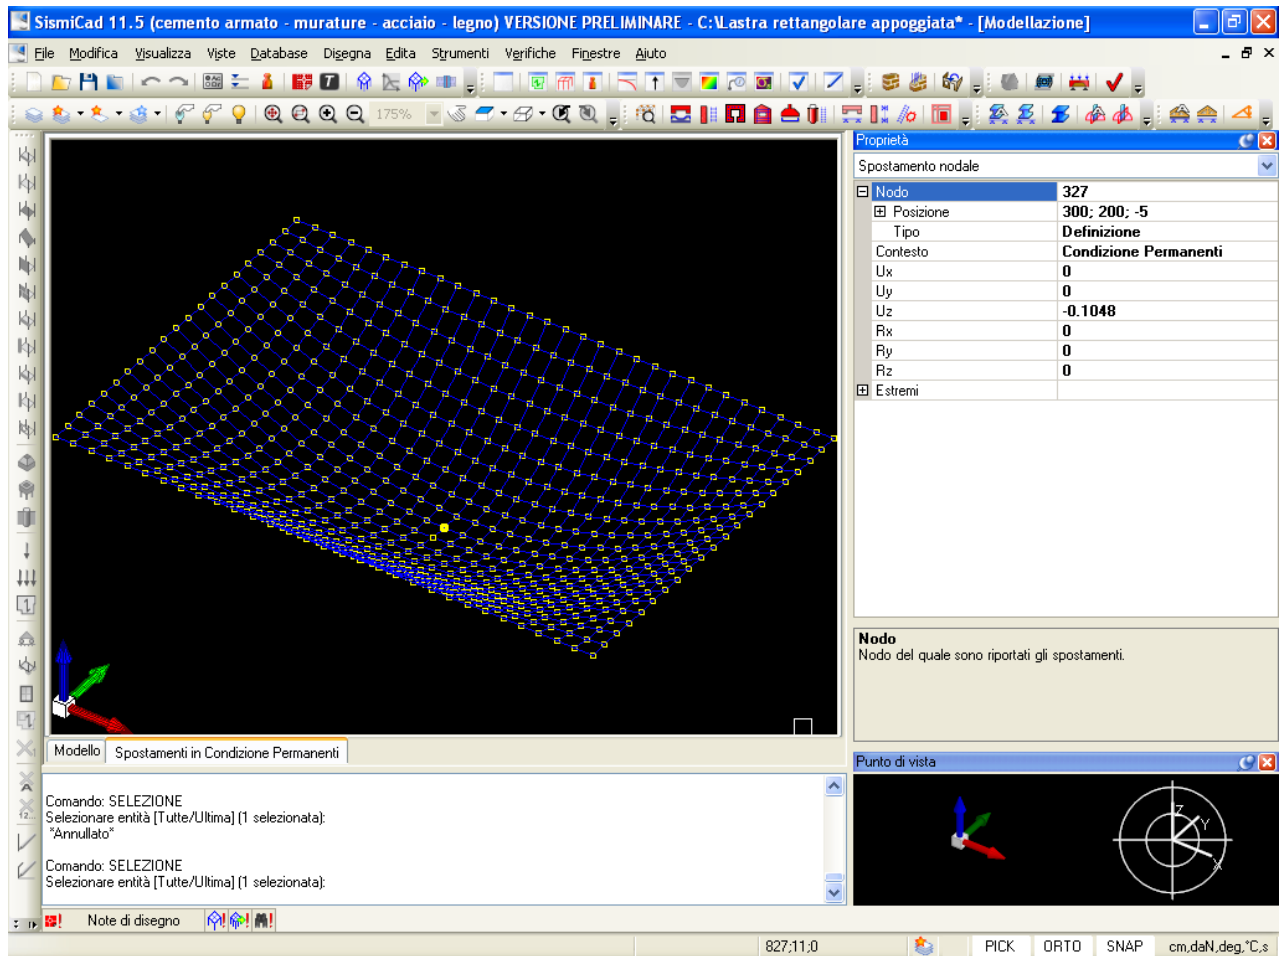 SismiCad 11.5 (cemento armato - murature - acciaio - legno) VERSIONE PRELIMINARE - C:\Lastra rettangolare appoggiata* - [Modellazione]
File Modifica Visualizza Viste Database Disegna Edita Strumenti Verifiche Finestre Aiuto
175%
Proprietà
Spostamento nodale
Nodo 327
Posizione 300; 200; -5
Tipo Definizione
Contesto Condizione Permanenti
Ux 0
Uy 0
Uz -0.1048
Rx 0
Ry 0
Rz 0
Estremi
Nodo
Nodo del quale sono riportati gli spostamenti.
Modello Spostamenti in Condizione Permanenti
Punto di vista
Z
Y
X
Comando: SELEZIONE
Selezionare entità [Tutte/Ultima] (1 selezionata):
*Annullato*
Comando: SELEZIONE
Selezionare entità [Tutte/Ultima] (1 selezionata):
Note di disegno
827;11;0 PICK ORTO SNAP cm,daN,deg,°C,s